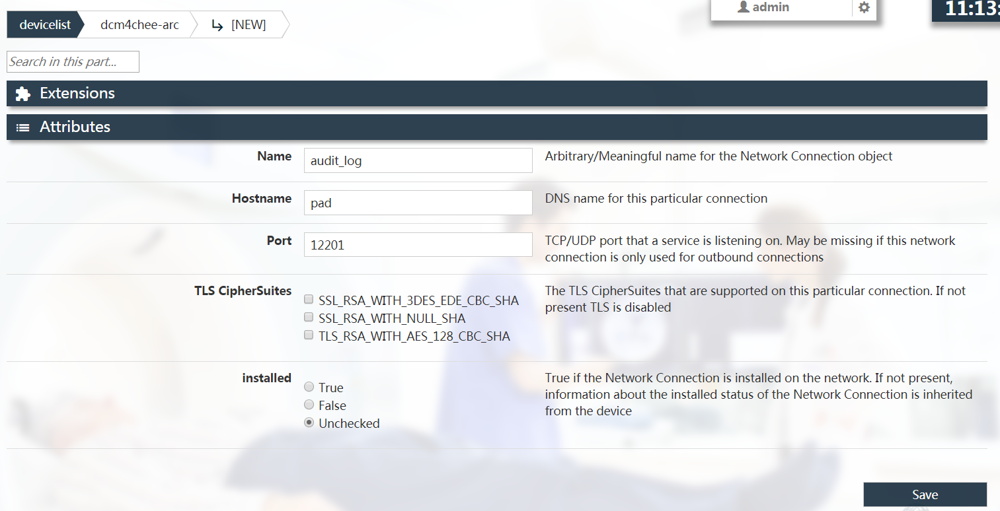 admin
11:13:
devicelist
dcm4chee-arc
[NEW]
Search in this part...
Extensions
Attributes
Name
audit_log
Arbitrary/Meaningful name for the Network Connection object
Hostname
pad
DNS name for this particular connection
Port
12201
TCP/UDP port that a service is listening on. May be missing if this network
connection is only used for outbound connections
TLS CipherSuites
SSL_RSA_WITH_3DES_EDE_CBC_SHA
SSL_RSA_WITH_NULL_SHA
TLS_RSA_WITH_AES_128_CBC_SHA
The TLS CipherSuites that are supported on this particular connection. If not
present TLS is disabled
installed
True
False
Unchecked
True if the Network Connection is installed on the network. If not present,
information about the installed status of the Network Connection is inherited
from the device
Save